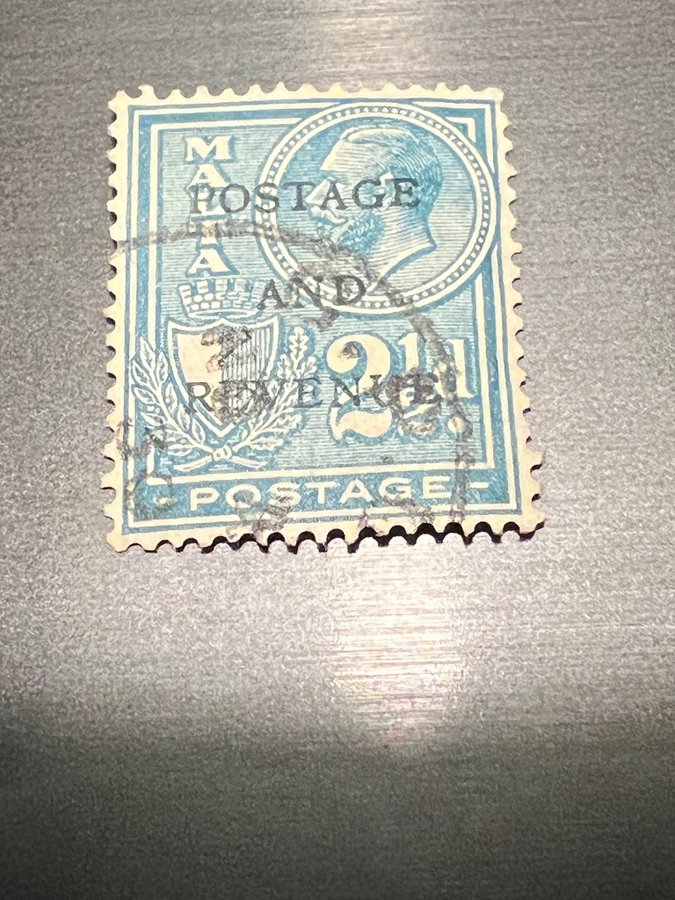 MALTA
POSTAGE
AND
REVENUE.
2½d
POSTAGE